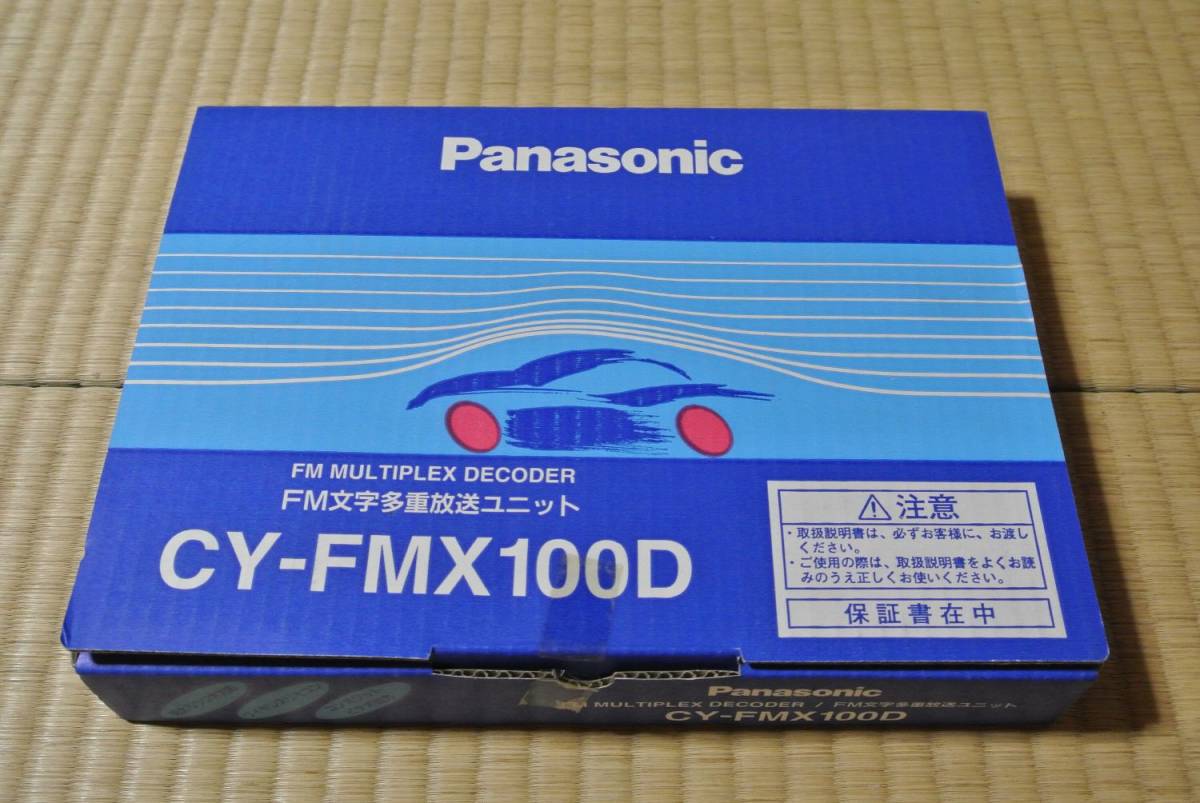 Panasonic
FM MULTIPLEX DECODER
FM文字多重放送ユニット
CY-FMX100D
注意
・取扱説明書は、必ずお客様に、お渡し
ください。
・ご使用の際は、取扱説明書をよくお読
みのうえ正しくお使いください。
保証書在中
Panasonic
FM MULTIPLEX DECODER / FM文字多重放送ユニット
CY-FMX100D